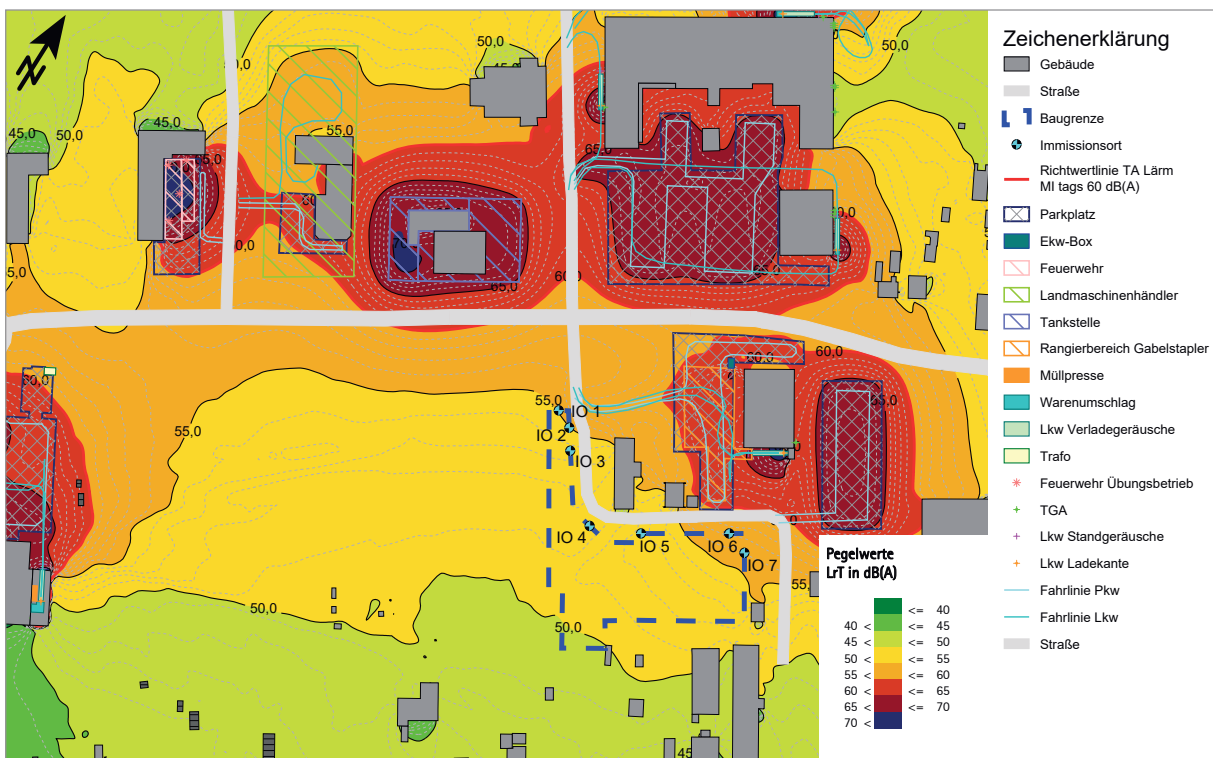 N
50,0
50,0
45,0
50,0
45,0
50,0
45,0
55,0
65,0
65,0
60
70
65,0
60,0
60,0
60,0
55,0
55,0
50,0
55,0
IO 1
IO 2
IO 3
IO 4
IO 5
IO 6
IO 7
50,0
45
Zeichenerklärung
Gebäude
Straße
Baugrenze
Immissionsort
Richtwertlinie TA Lärm
MI tags 60 dB(A)
Parkplatz
Ekw-Box
Feuerwehr
Landmaschinenhändler
Tankstelle
Rangierbereich Gabelstapler
Müllpresse
Warenumschlag
Lkw Verladegeräusche
Trafo
Feuerwehr Übungsbetrieb
TGA
Lkw Standgeräusche
Lkw Ladekante
Fahrlinie Pkw
Fahrlinie Lkw
Straße
Pegelwerte
LrT in dB(A)
<= 40
40 < <= 45
45 < <= 50
50 < <= 55
55 < <= 60
60 < <= 65
65 < <= 70
70 <